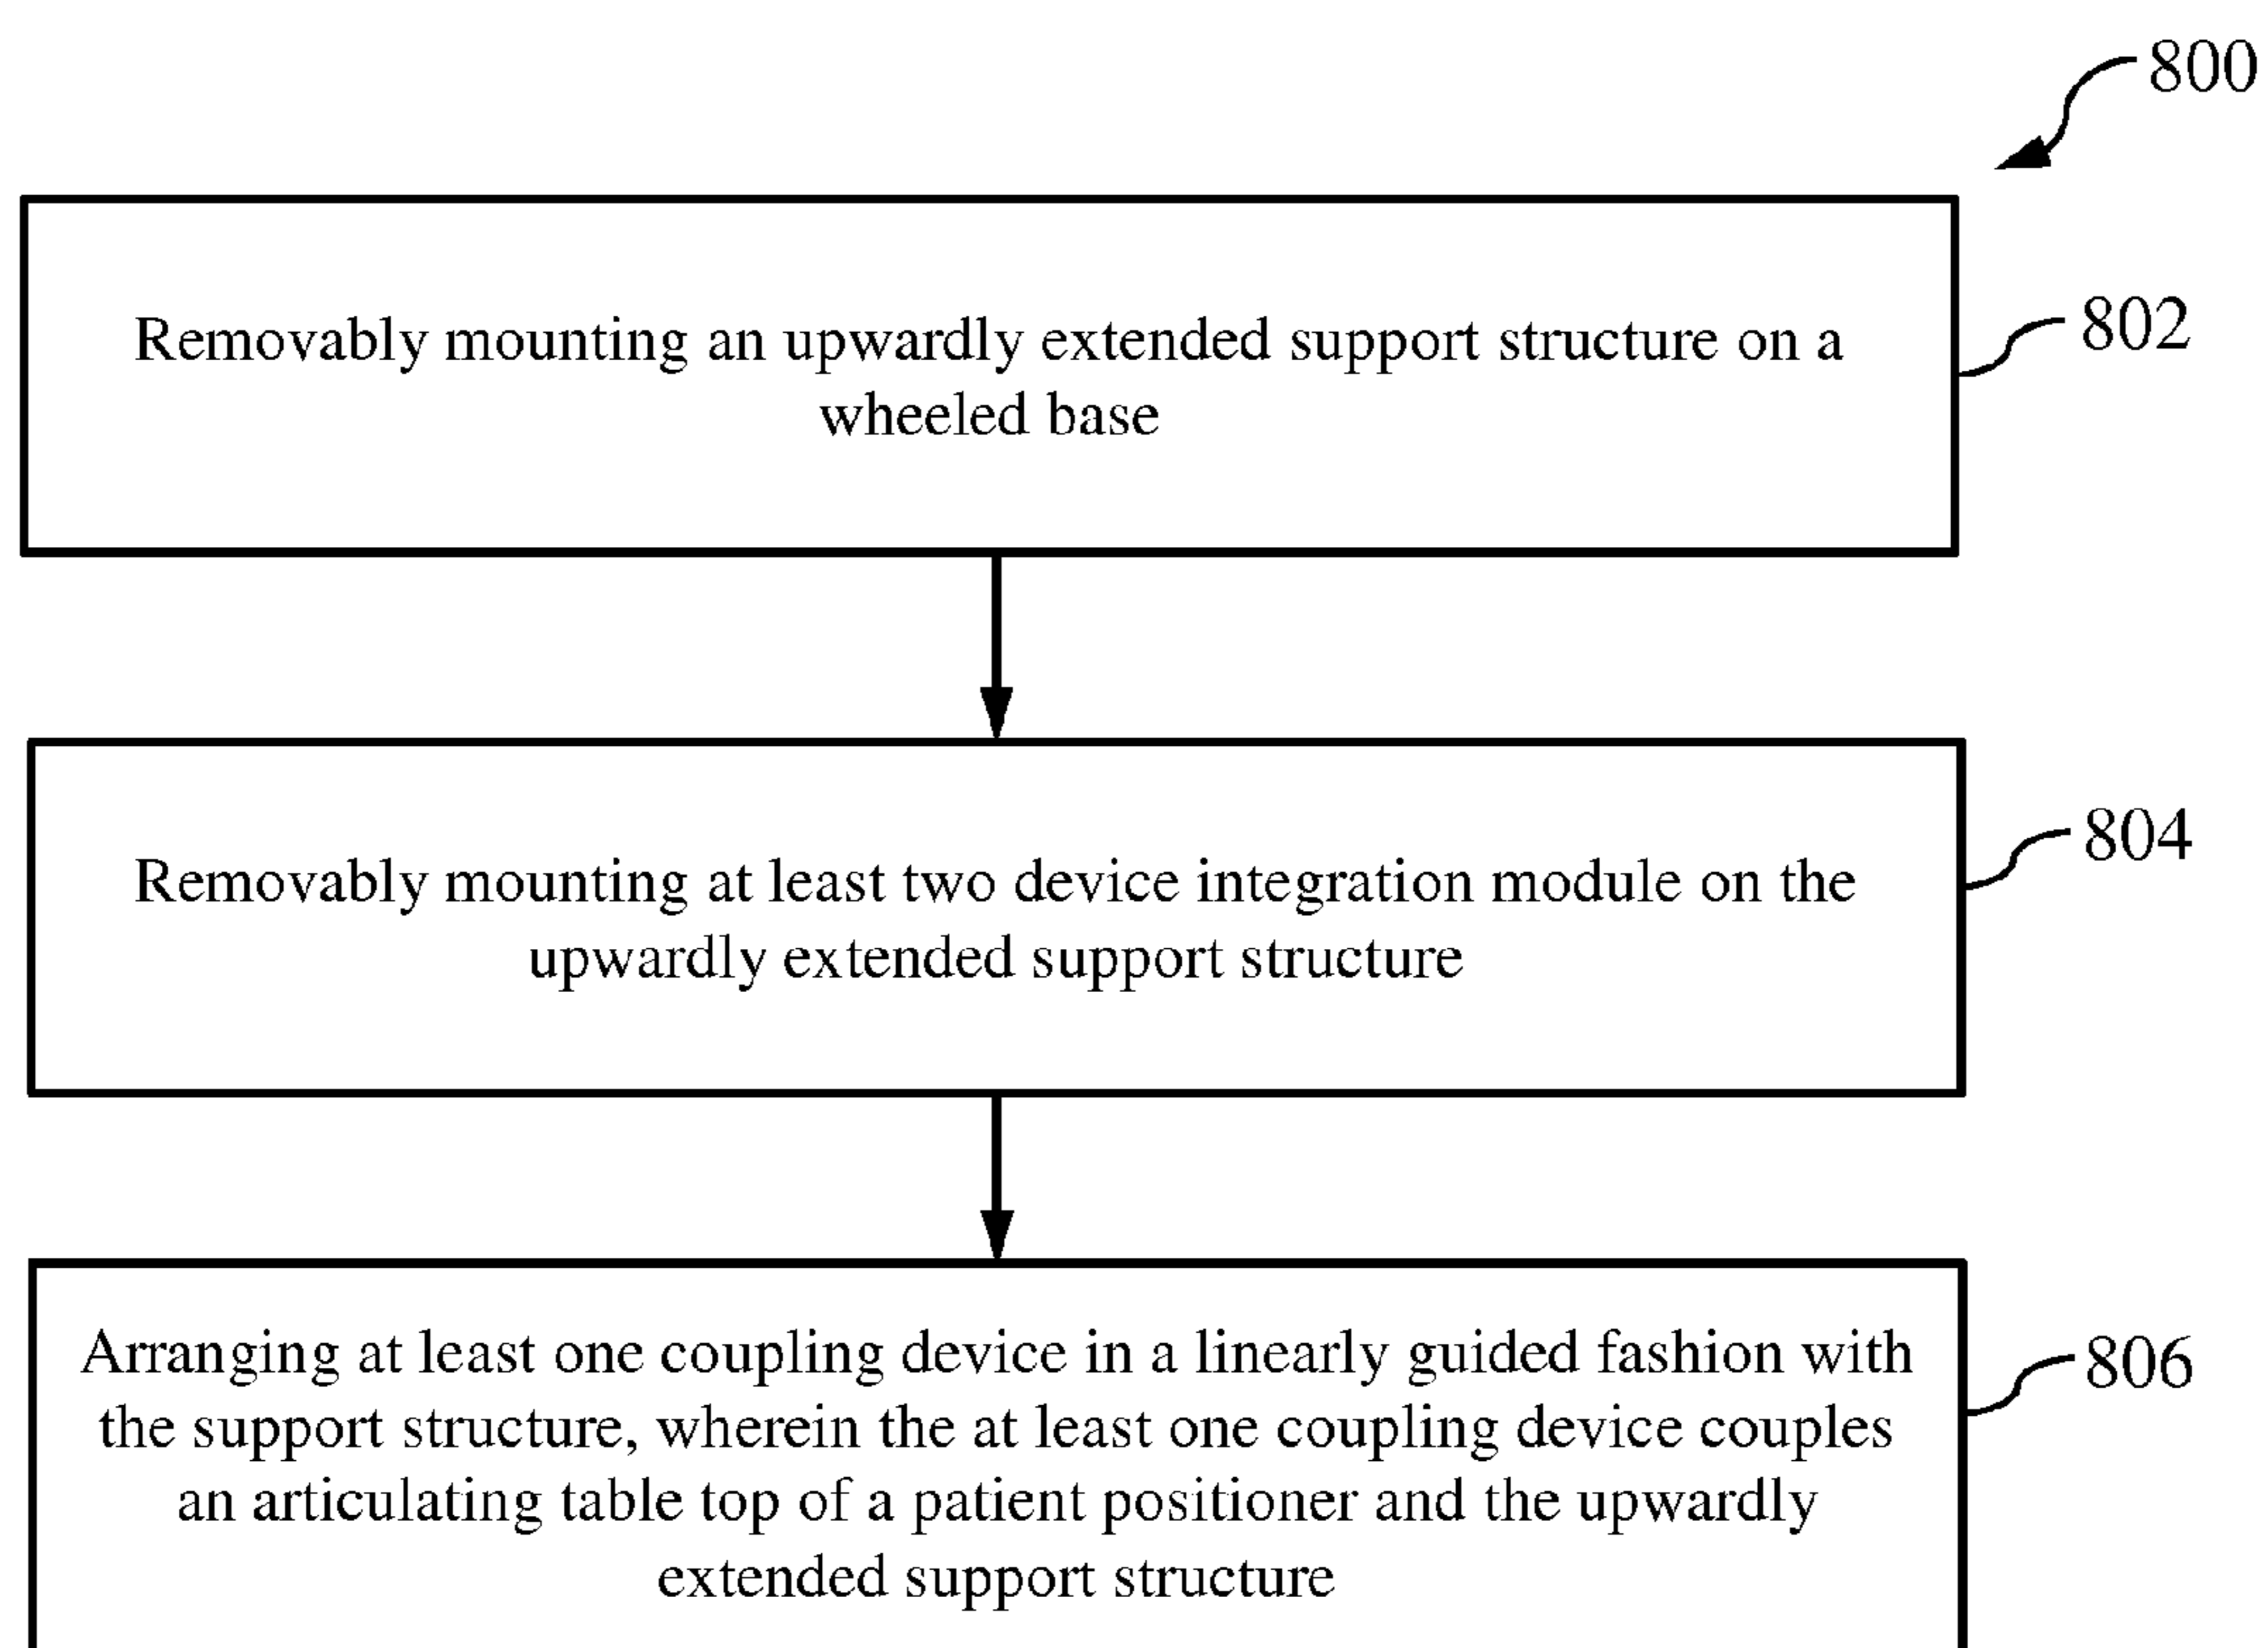 800
Removably mounting an upwardly extended support structure on a
wheeled base
802
Removably mounting at least two device integration module on the
upwardly extended support structure
804
Arranging at least one coupling device in a linearly guided fashion with
the support structure, wherein the at least one coupling device couples
an articulating table top of a patient positioner and the upwardly
extended support structure
806